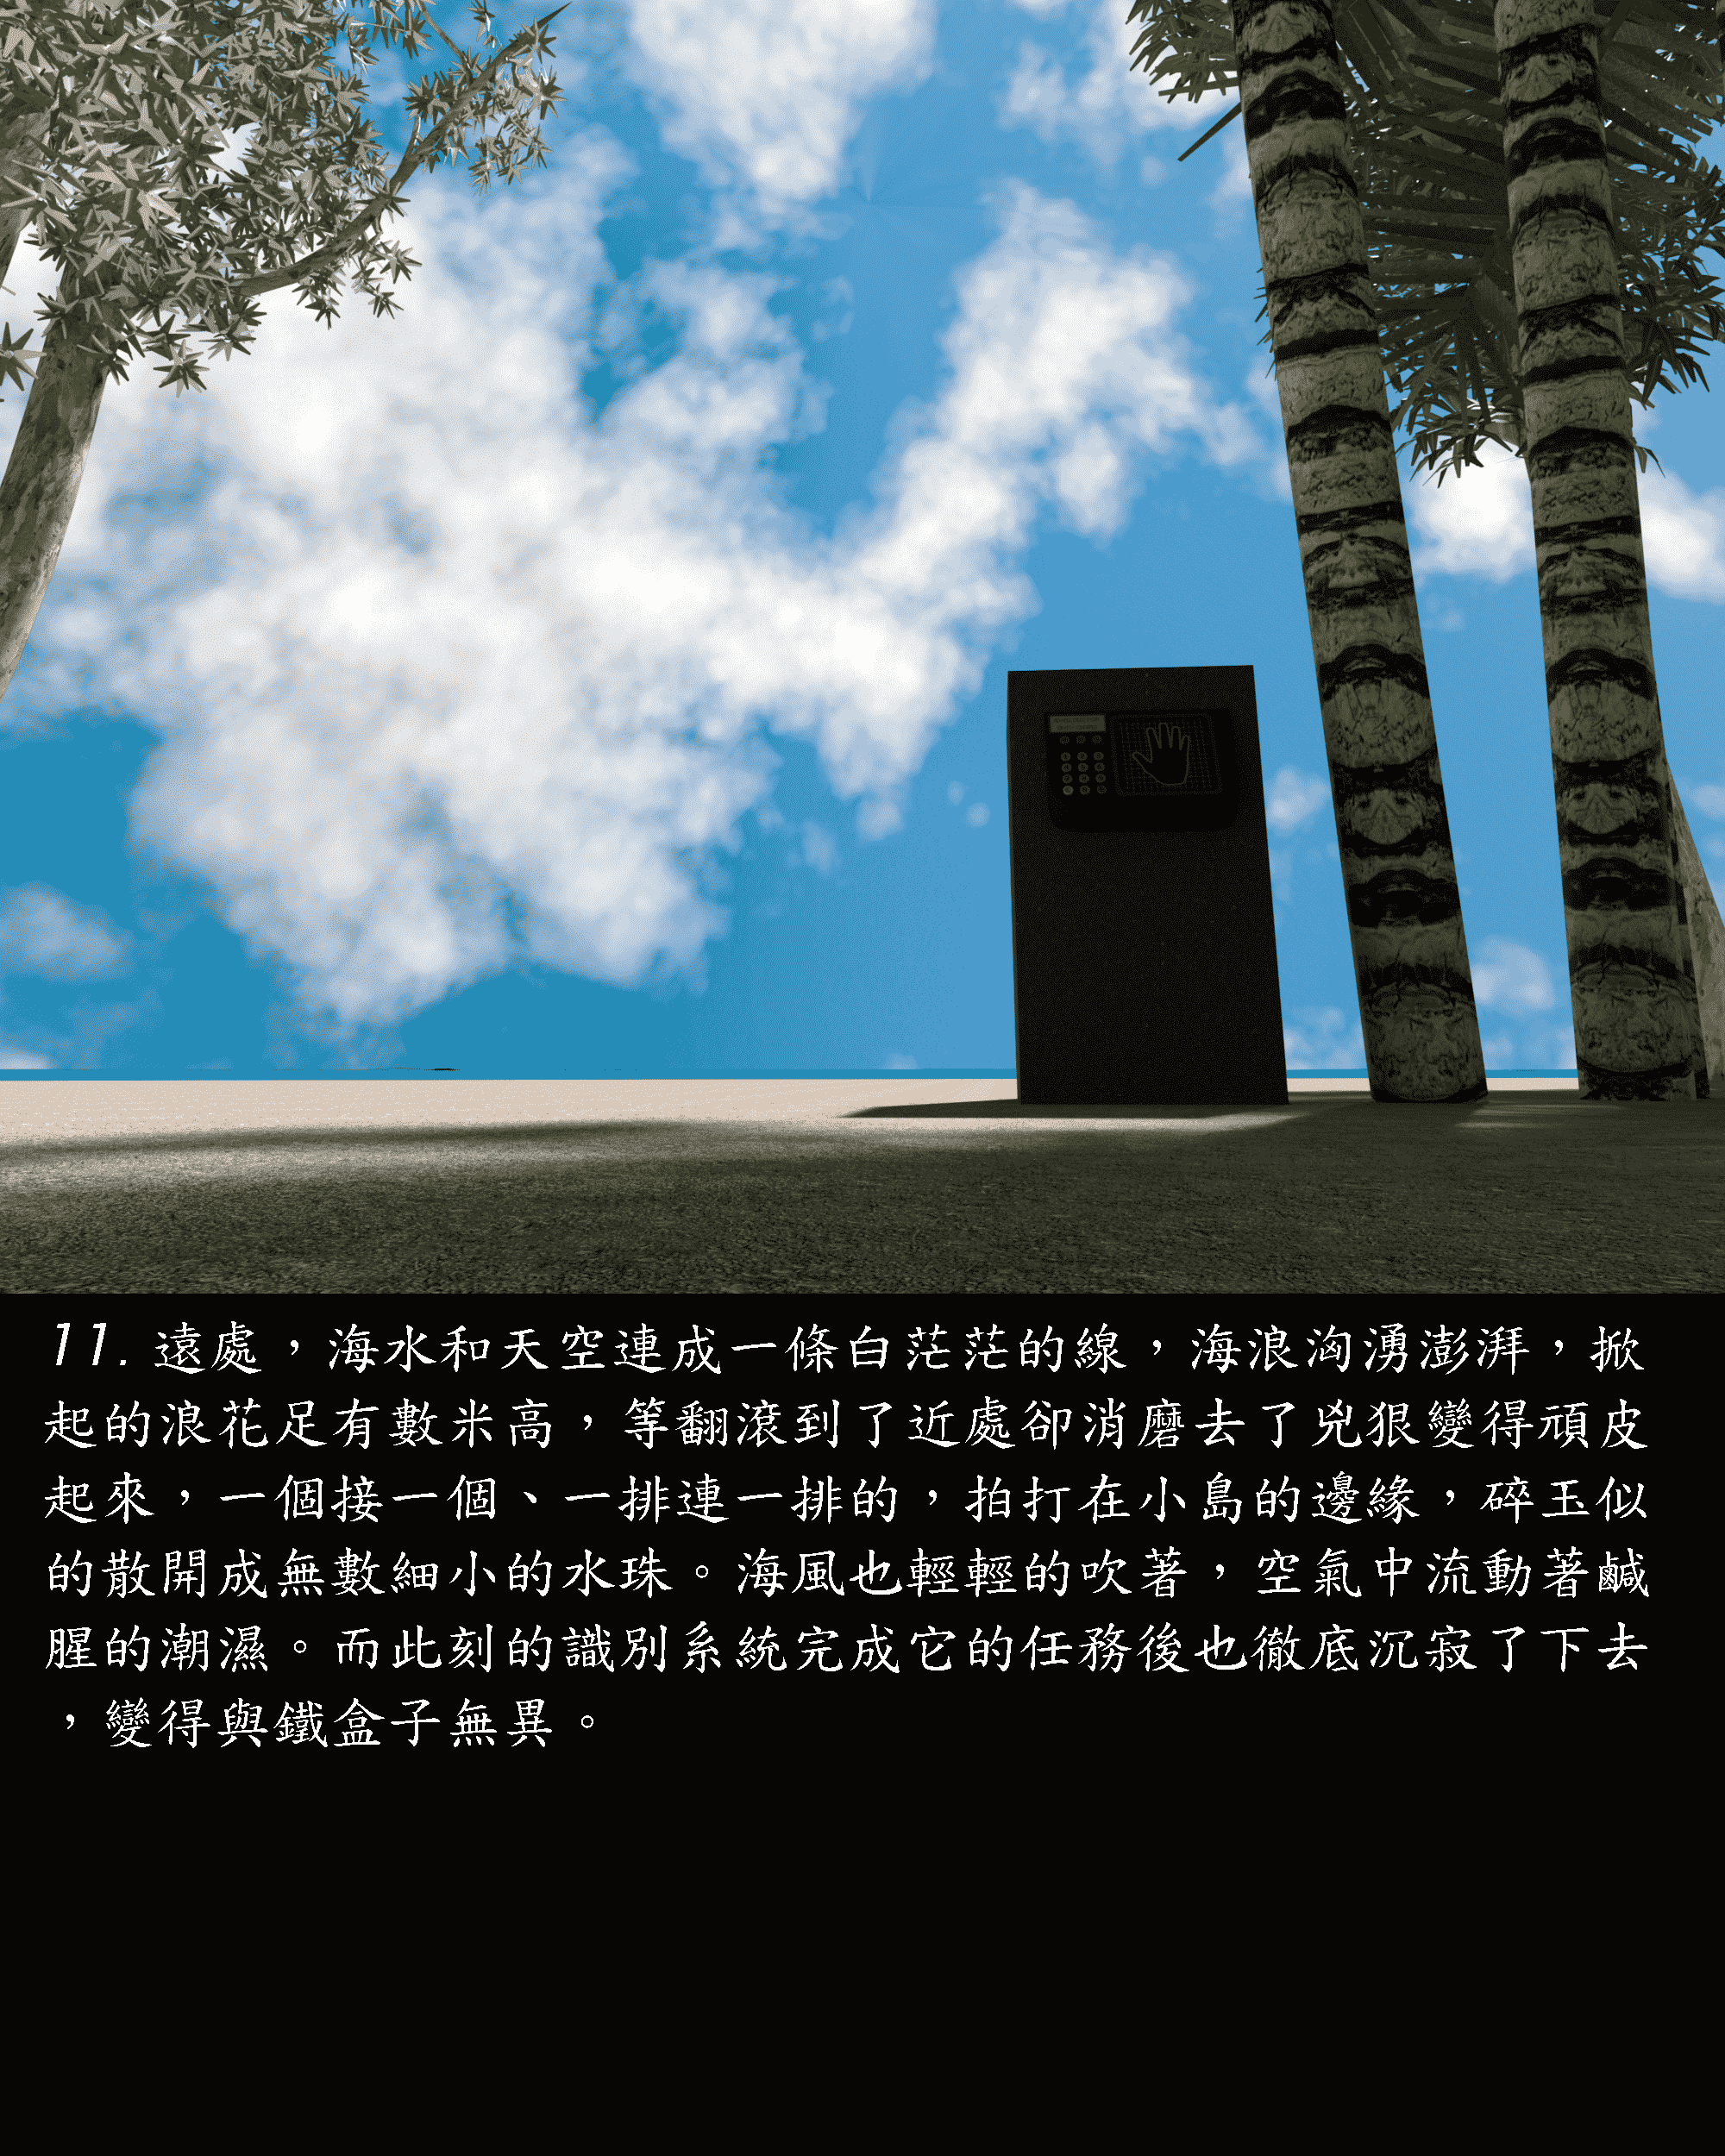 11. 遠處，海水和天空連成一條白茫茫的線，海浪洶湧澎湃，掀
起的浪花足有數米高，等翻滾到了近處卻消磨去了兇狠變得頑皮
起來，一個接一個、一排連一排的，拍打在小島的邊緣，碎玉似
的散開成無數細小的水珠。海風也輕輕的吹著，空氣中流動著鹹
腥的潮濕。而此刻的識別系統完成它的任務後也徹底沉寂了下去
，變得與鐵盒子無異。